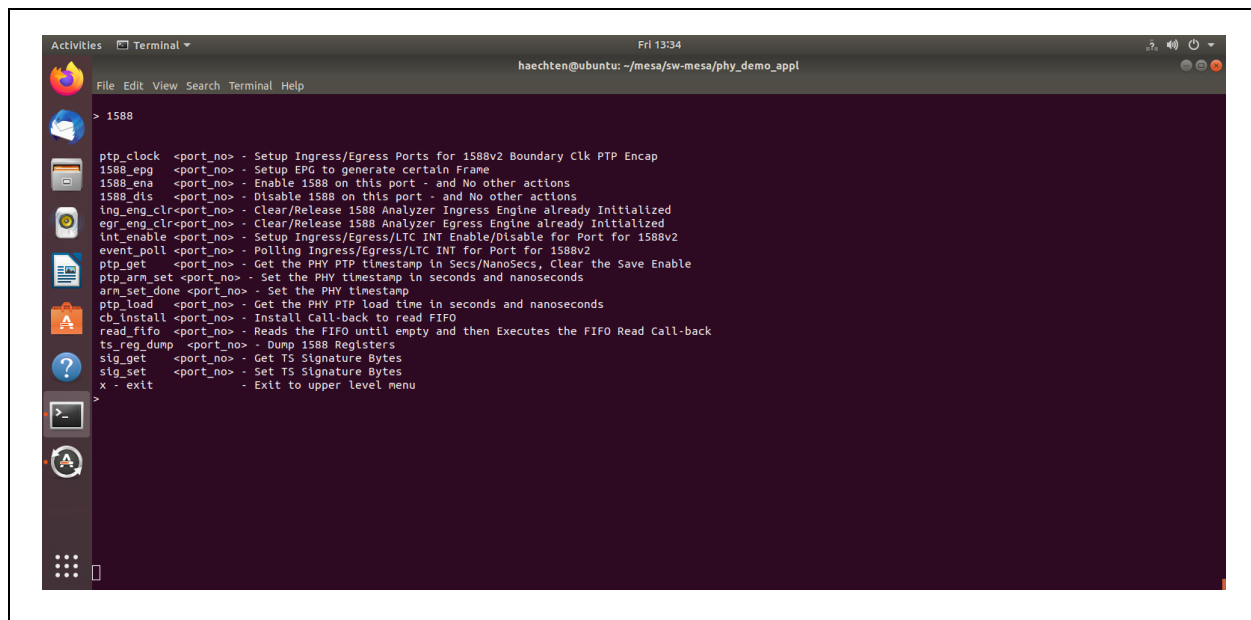 Activities Terminal Fri 13:34
haechten@ubuntu: ~/mesa/sw-mesa/phy_demo_appl
File Edit View Search Terminal Help
> 1588
ptp_clock <port_no> - Setup Ingress/Egress Ports for 1588v2 Boundary Clk PTP Encap
1588_epg <port_no> - Setup EPG to generate certain Frame
1588_ena <port_no> - Enable 1588 on this port - and No other actions
1588_dis <port_no> - Disable 1588 on this port - and No other actions
ing_eng_clr<port_no> - Clear/Release 1588 Analyzer Ingress Engine already Initialized
egr_eng_clr<port_no> - Clear/Release 1588 Analyzer Egress Engine already Initialized
int_enable <port_no> - Setup Ingress/Egress/LTC INT Enable/Disable for Port for 1588v2
event_poll <port_no> - Polling Ingress/Egress/LTC INT for Port for 1588v2
ptp_get <port_no> - Get the PHY PTP timestamp in Secs/NanoSecs, Clear the Save Enable
ptp_arm_set <port_no> - Set the PHY timestamp in seconds and nanoseconds
arm_set_done <port_no> - Set the PHY timestamp
ptp_load <port_no> - Get the PHY PTP load time in seconds and nanoseconds
cb_install <port_no> - Install Call-back to read FIFO
read_fifo <port_no> - Reads the FIFO until empty and then Executes the FIFO Read Call-back
ts_reg_dump <port_no> - Dump 1588 Registers
sig_get <port_no> - Get TS Signature Bytes
sig_set <port_no> - Set TS Signature Bytes
x - exit - Exit to upper level menu
>